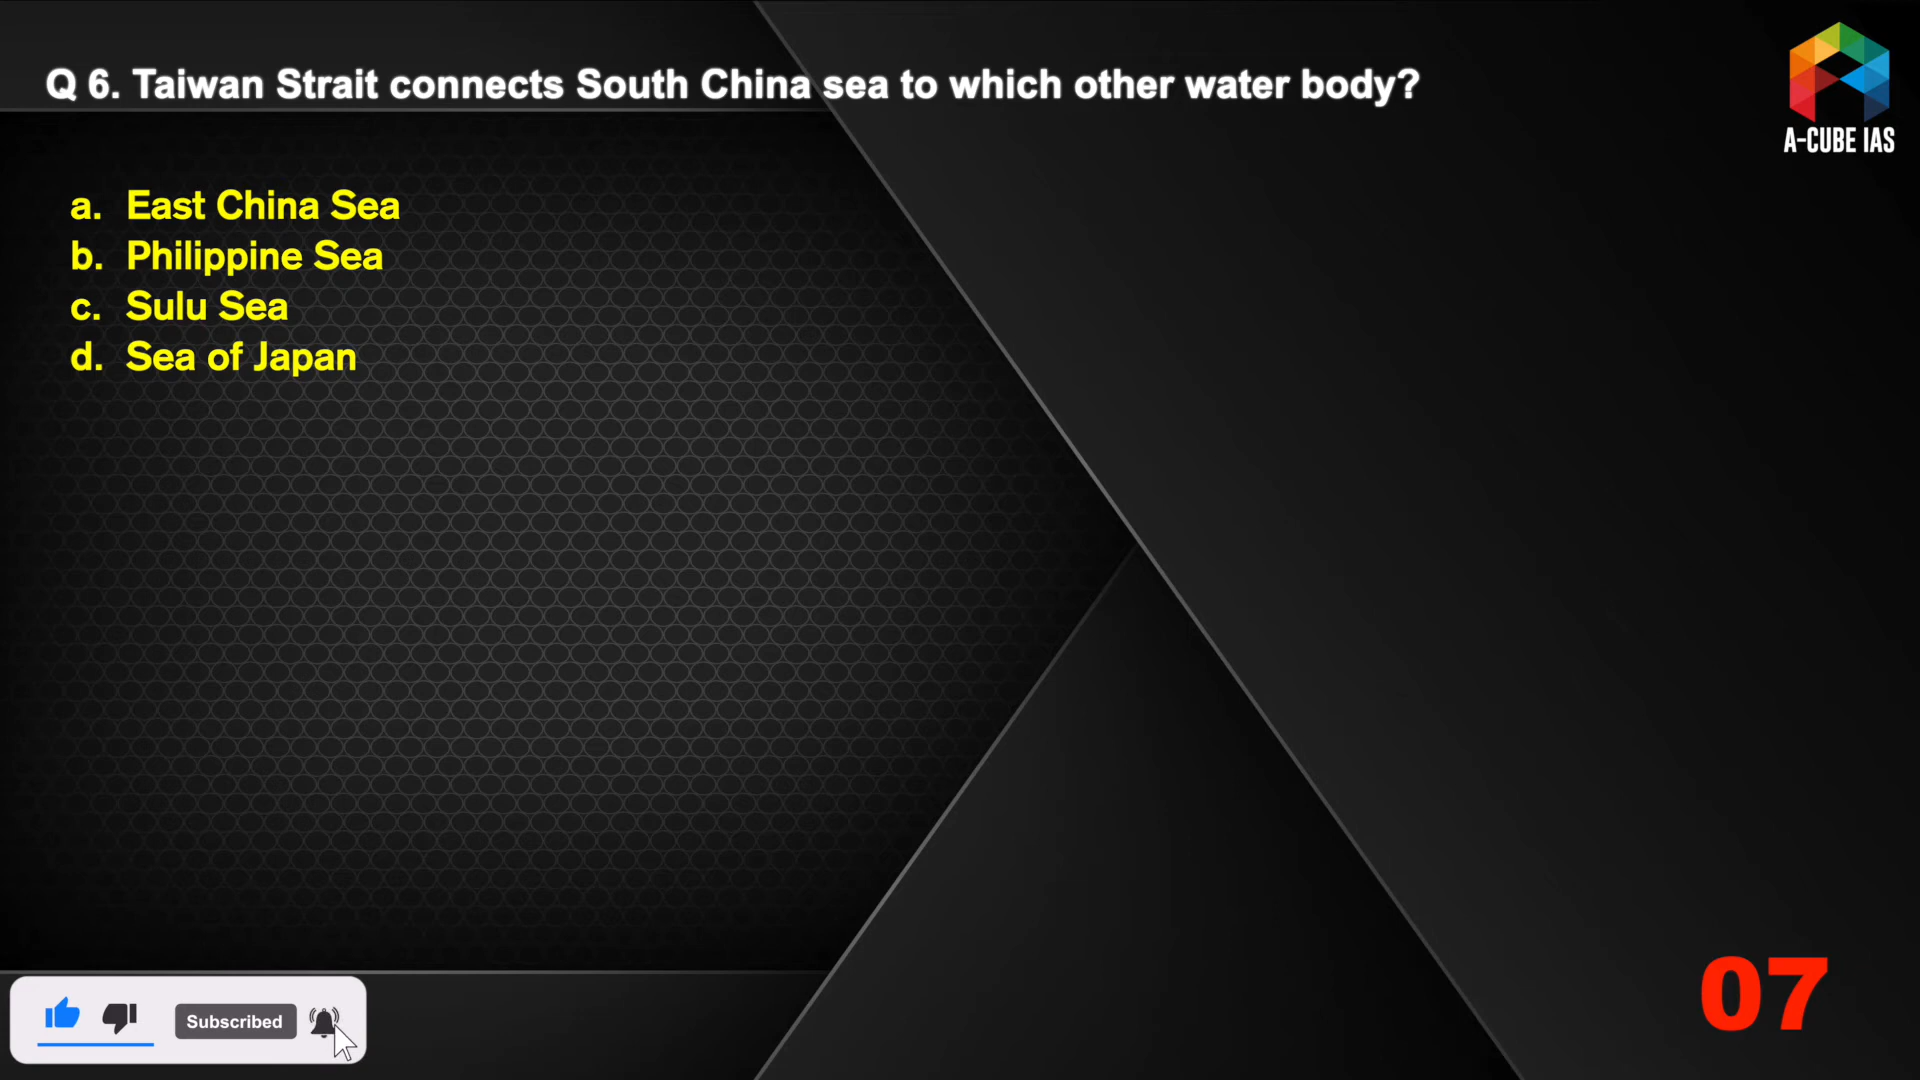 Q 6. Taiwan Strait connects South China sea to which other water body?
A-CUBE IAS
a. East China Sea
b. Philippine Sea
c. Sulu Sea
d. Sea of Japan
Subscribed
07